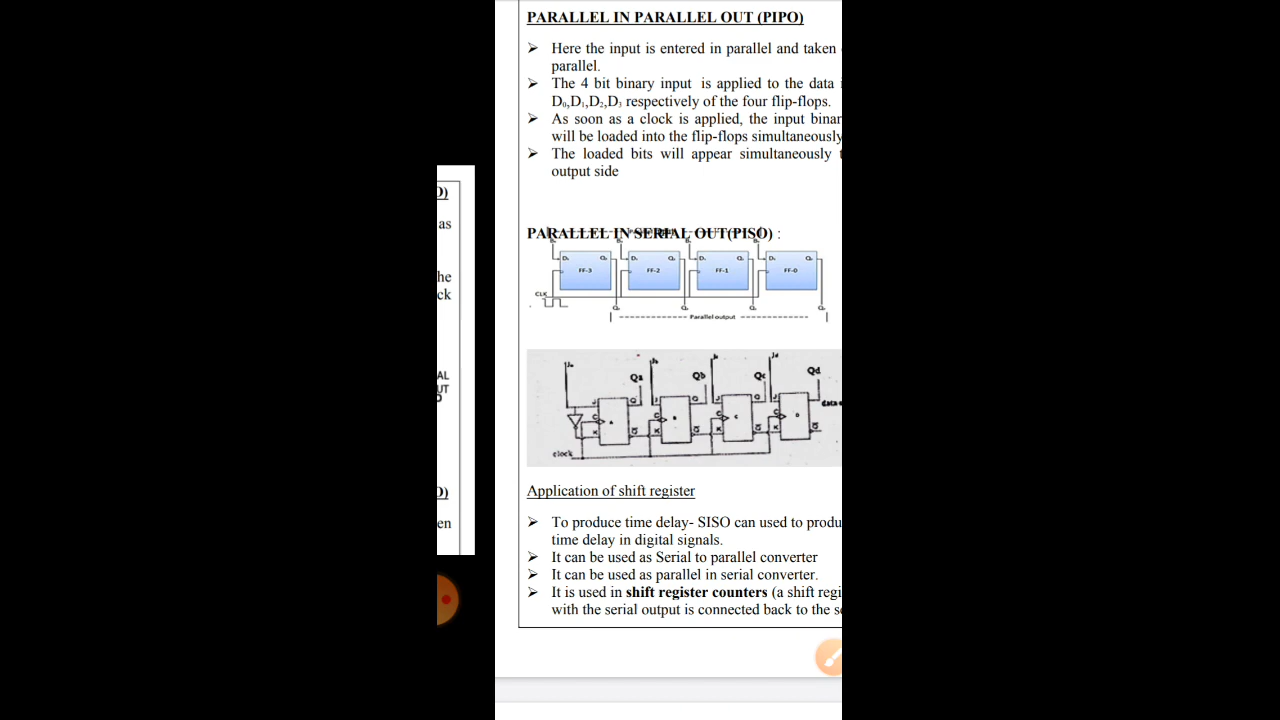 PARALLEL IN PARALLEL OUT (PIPO)
Here the input is entered in parallel and taken
parallel.
The 4 bit binary input is applied to the data
D₀,D₁,D₂,D₃ respectively of the four flip-flops.
As soon as a clock is applied, the input binar
will be loaded into the flip-flops simultaneously
The loaded bits will appear simultaneously t
output side
PARALLEL IN SERIAL OUT(PISO) :
FF-3
FF-2
FF-1
FF-0
CLK
Parallel output
Qa
Qb
Qc
Qd
data
clock
Application of shift register
To produce time delay- SISO can used to produ
time delay in digital signals.
It can be used as Serial to parallel converter
It can be used as parallel in serial converter.
It is used in shift register counters (a shift regi
with the serial output is connected back to the se
O)
as
he
ck
AL
UT
O)
en